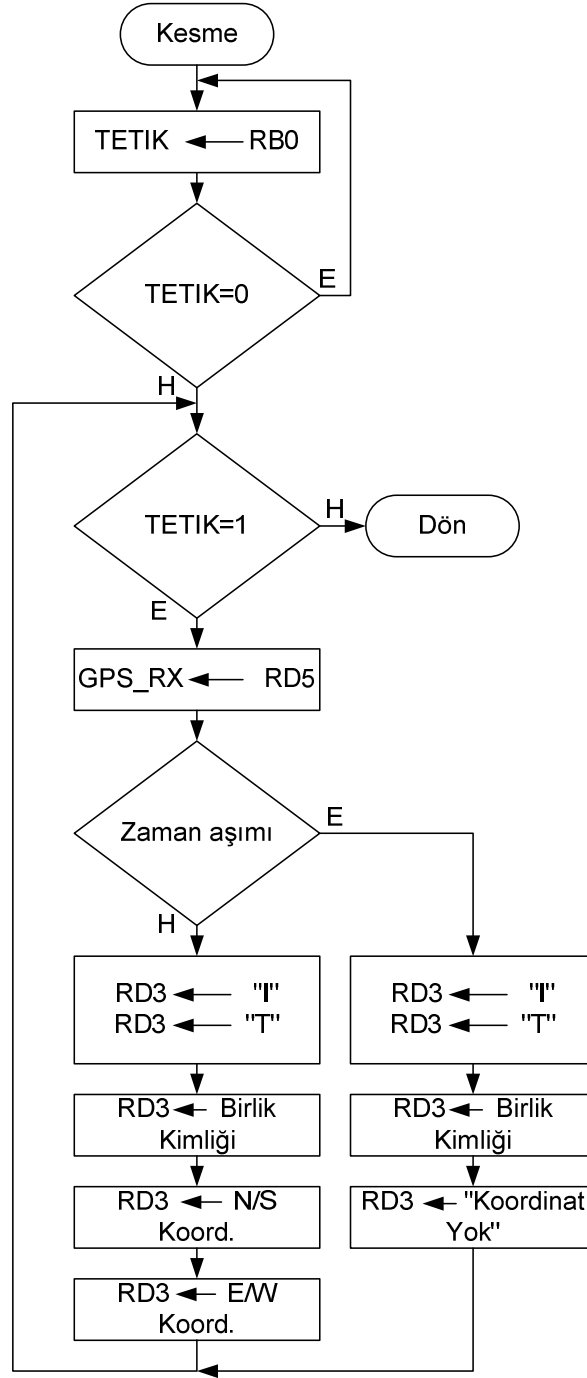 Kesme
TETIK RB0
TETIK=0
E
H
TETIK=1
H
Dön
E
GPS_RX RD5
Zaman aşımı
E
H
RD3 "I"
RD3 "T"
RD3 Birlik
Kimliği
RD3 N/S
Koord.
RD3 E/W
Koord.
RD3 "I"
RD3 "T"
RD3 Birlik
Kimliği
RD3 "Koordinat
Yok"